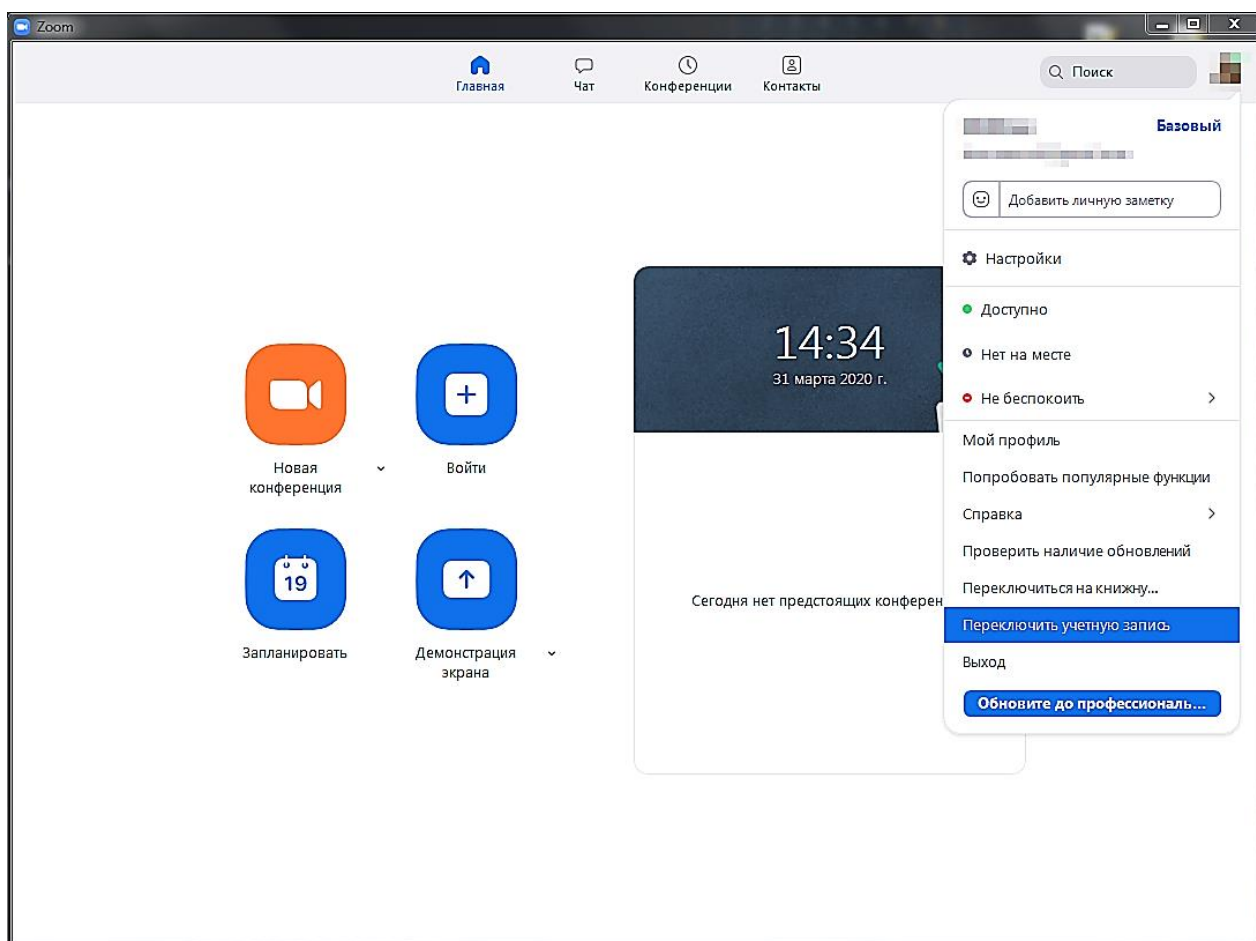 Zoom
Главная
Чат
Конференции
Контакты
Поиск
Базовый
Добавить личную заметку
Настройки
Доступно
Нет на месте
Не беспокоить
Мой профиль
Попробовать популярные функции
Справка
Проверить наличие обновлений
Переключиться на книжну...
Переключить учетную запись
Выход
Обновите до профессиональ...
14:34
31 марта 2020 г.
Сегодня нет предстоящих конферен
Новая
конференция
Войти
19
Запланировать
Демонстрация
экрана